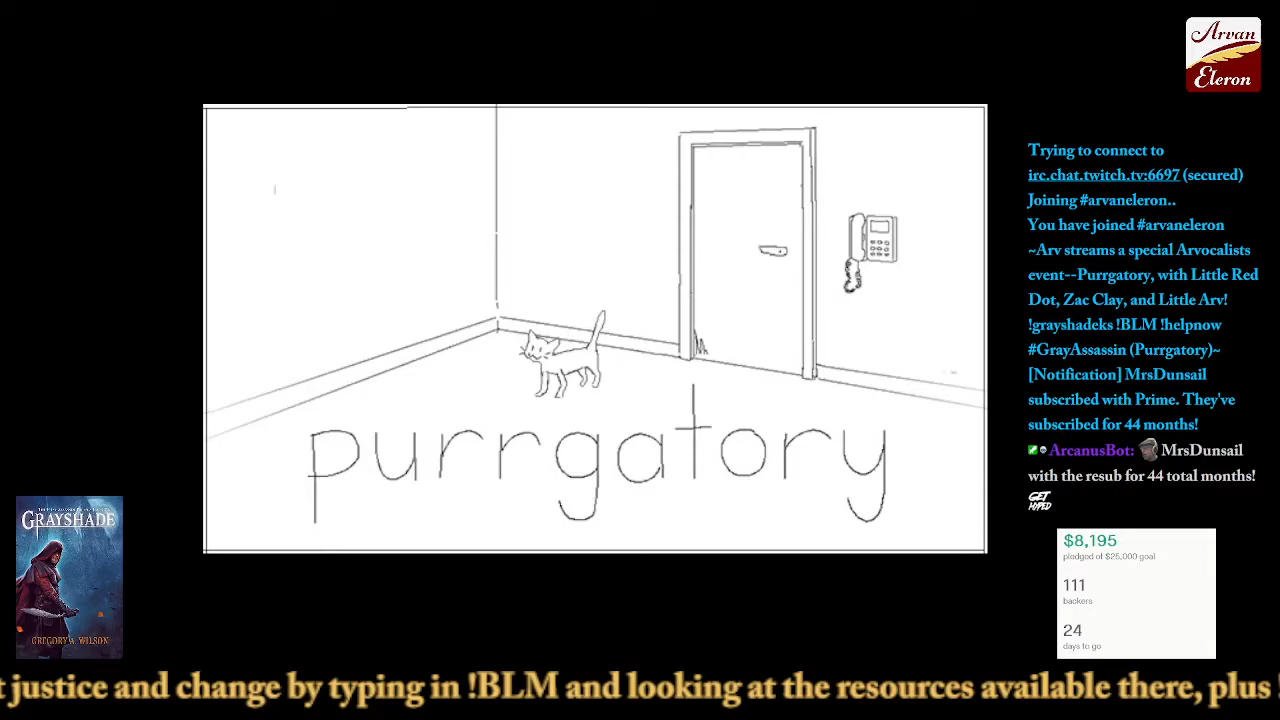 Arvan
Eleron
Trying to connect to
irc.chat.twitch.tv:6697 (secured)
Joining #arvaneleron..
You have joined #arvaneleron
~Arv streams a special Arvocalists
event--Purrgatory, with Little Red
Dot, Zac Clay, and Little Arv!
!grayshadeks !BLM !helpnow
#GrayAssassin (Purrgatory)~
[Notification] MrsDunsail
subscribed with Prime. They've
subscribed for 44 months!
ArcanusBot: MrsDunsail
with the resub for 44 total months!
GET
HYPED
purrgatory
GRAYSHADE
GREGORY A. WILSON
$8,195
pledged of $25,000 goal
111
backers
24
days to go
t justice and change by typing in !BLM and looking at the resources available there, plus